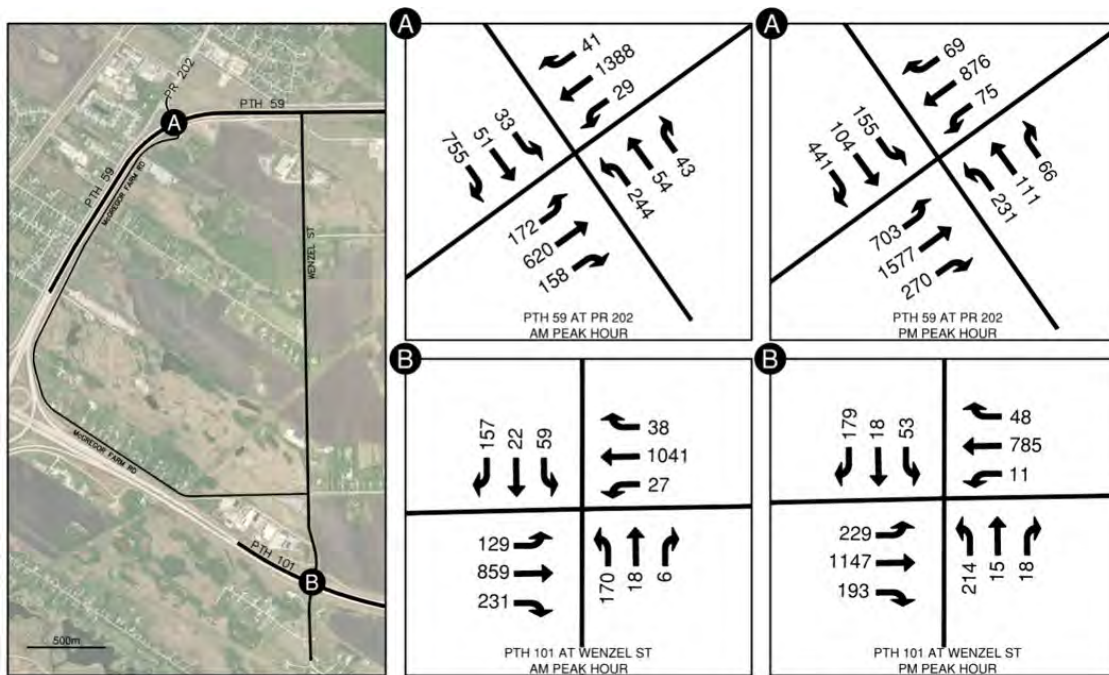 PR 202
PTH 59
A
PTH 59
McGREGOR FARM RD
WENZEL ST
McGREGOR FARM RD
PTH 101
B
500m
A
41
1388
29
33
51
755
43
54
244
172
620
158
PTH 59 AT PR 202
AM PEAK HOUR
A
69
876
75
155
104
441
66
111
231
703
1577
270
PTH 59 AT PR 202
PM PEAK HOUR
B
157
22
59
38
1041
27
129
859
231
170
18
6
PTH 101 AT WENZEL ST
AM PEAK HOUR
B
179
18
53
48
785
11
229
1147
193
214
15
18
PTH 101 AT WENZEL ST
PM PEAK HOUR